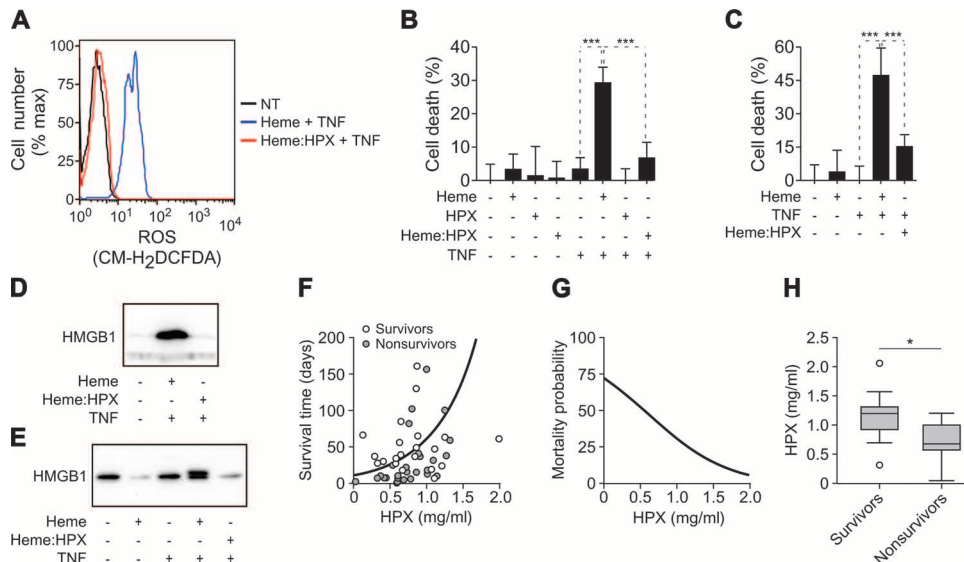 A
Cell number
(% max)
100
75
50
25
0
10⁰ 10¹ 10² 10³ 10⁴
ROS
(CM-H₂DCFDA)
NT
Heme + TNF
Heme:HPX + TNF
B
Cell death (%)
40
30
20
10
0
*** ***
Heme - + - - - + - -
HPX - - + - - - + -
Heme:HPX - - - + - - - +
TNF - - - - + + + +
C
Cell death (%)
60
45
30
15
0
*** ***
Heme - + - + -
TNF - - + + +
Heme:HPX - - - - +
D
HMGB1
Heme - + -
Heme:HPX - - +
TNF - + +
E
HMGB1
Heme - + - + -
Heme:HPX - - - - +
TNF - - + + +
F
Survivors
Nonsurvivors
Survival time (days)
200
150
100
50
0
0 0.5 1.0 2.0
HPX (mg/ml)
G
Mortality probability
100
75
50
25
0
0 0.5 1.0 1.5 2.0
HPX (mg/ml)
H
HPX (mg/ml)
2.5
2.0
1.5
1.0
0.5
0.0
*
Survivors
Nonsurvivors